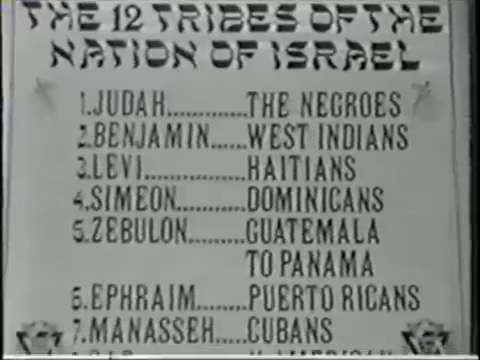 THE 12 TRIBES OF THE
NATION OF ISRAEL
1.JUDAH............THE NEGROES
2.BENJAMIN......WEST INDIANS
3.LEVI...............HAITIANS
4.SIMEON...........DOMINICANS
5.ZEBULON.........GUATEMALA
TO PANAMA
6.EPHRAIM........PUERTO RICANS
7.MANASSEH.....CUBANS